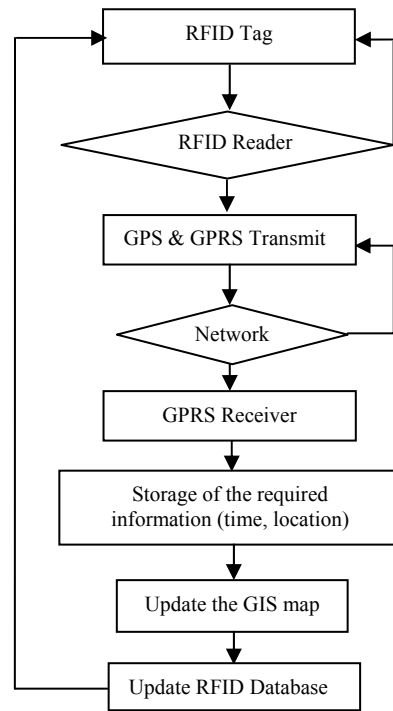 RFID Tag
RFID Reader
GPS & GPRS Transmit
Network
GPRS Receiver
Storage of the required
information (time, location)
Update the GIS map
Update RFID Database